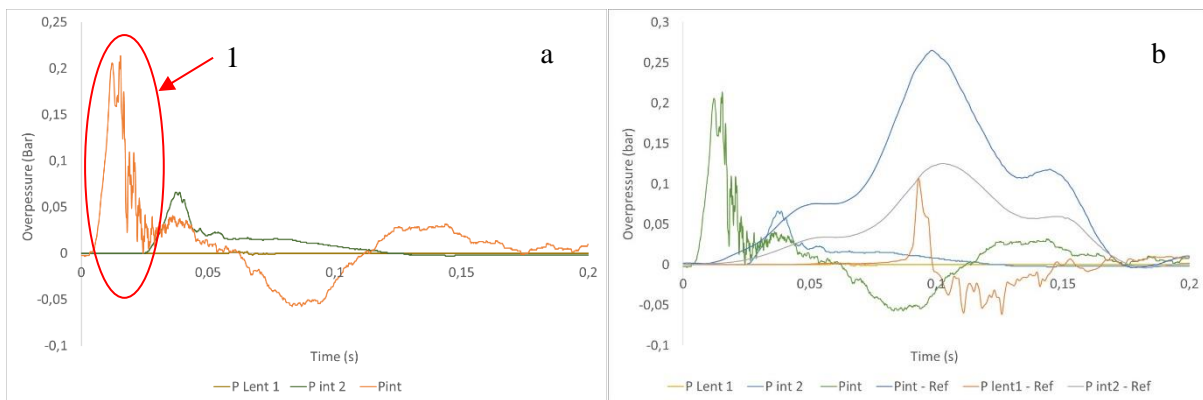 0,25
0,2
0,15
0,1
0,05
0
-0,05
-0,1
Overpressure (Bar)
0 0,05 0,1 0,15 0,2
Time (s)
1
a
P Lent 1 P int 2 Pint
0,3
0,25
0,2
0,15
0,1
0,05
0
-0,05
-0,1
Overpressure (bar)
0 0,05 0,1 0,15 0,2
Time (s)
b
P Lent 1 P int 2 Pint Pint - Ref P lent1 - Ref P int2 - Ref